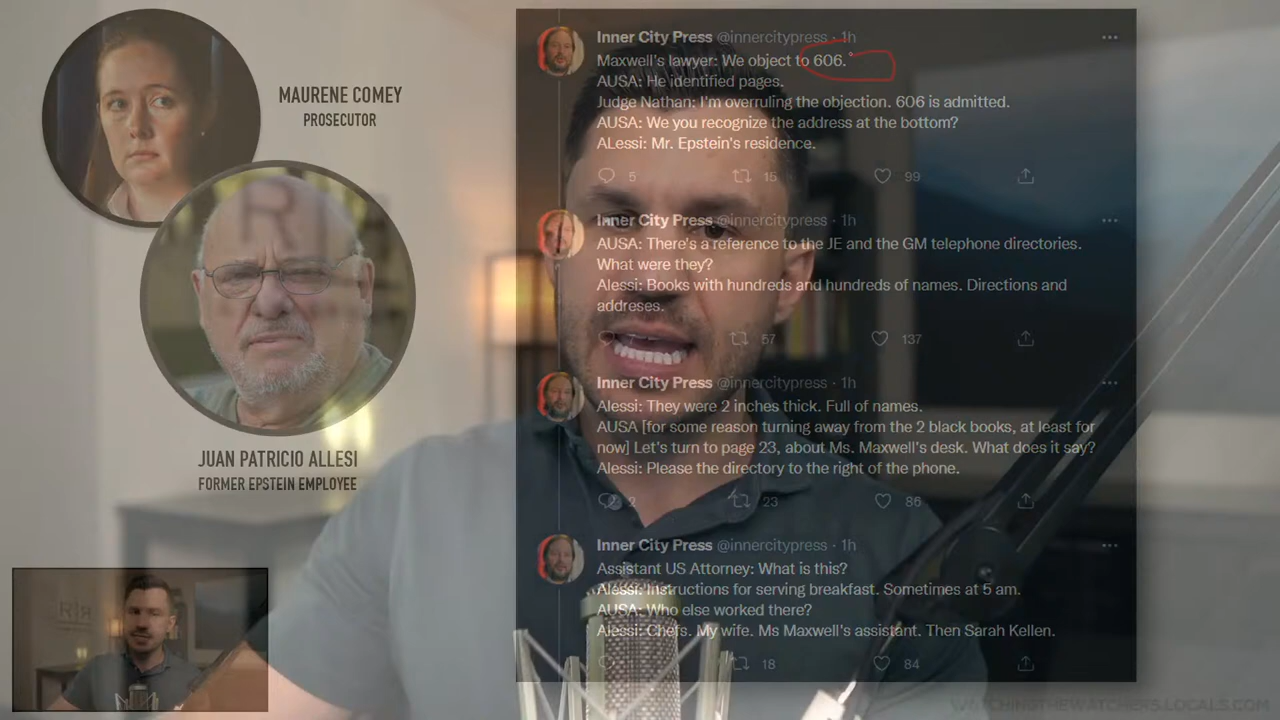 MAURENE COMEY
PROSECUTOR
JUAN PATRICIO ALLESI
FORMER EPSTEIN EMPLOYEE
Inner City Press @innercitypress · 1h
Maxwell's lawyer: We object to 606.
AUSA: He identified pages.
Judge Nathan: I'm overruling the objection. 606 is admitted.
AUSA: We you recognize the address at the bottom?
ALessi: Mr. Epstein's residence.
5 15 99
Inner City Press @innercitypress · 1h
AUSA: There's a reference to the JE and the GM telephone directories.
What were they?
Alessi: Books with hundreds and hundreds of names. Directions and
addreses.
57 137
Inner City Press @innercitypress · 1h
Alessi: They were 2 inches thick. Full of names.
AUSA [for some reason turning away from the 2 black books, at least for
now] Let's turn to page 23, about Ms. Maxwell's desk. What does it say?
Alessi: Please the directory to the right of the phone.
2 23 86
Inner City Press @innercitypress · 1h
Assistant US Attorney: What is this?
Alessi: Instructions for serving breakfast. Sometimes at 5 am.
AUSA: Who else worked there?
Alessi: Chefs. My wife. Ms Maxwell's assistant. Then Sarah Kellen.
18 84
WATCHINGTHEWATCHERS.LOCALS.COM